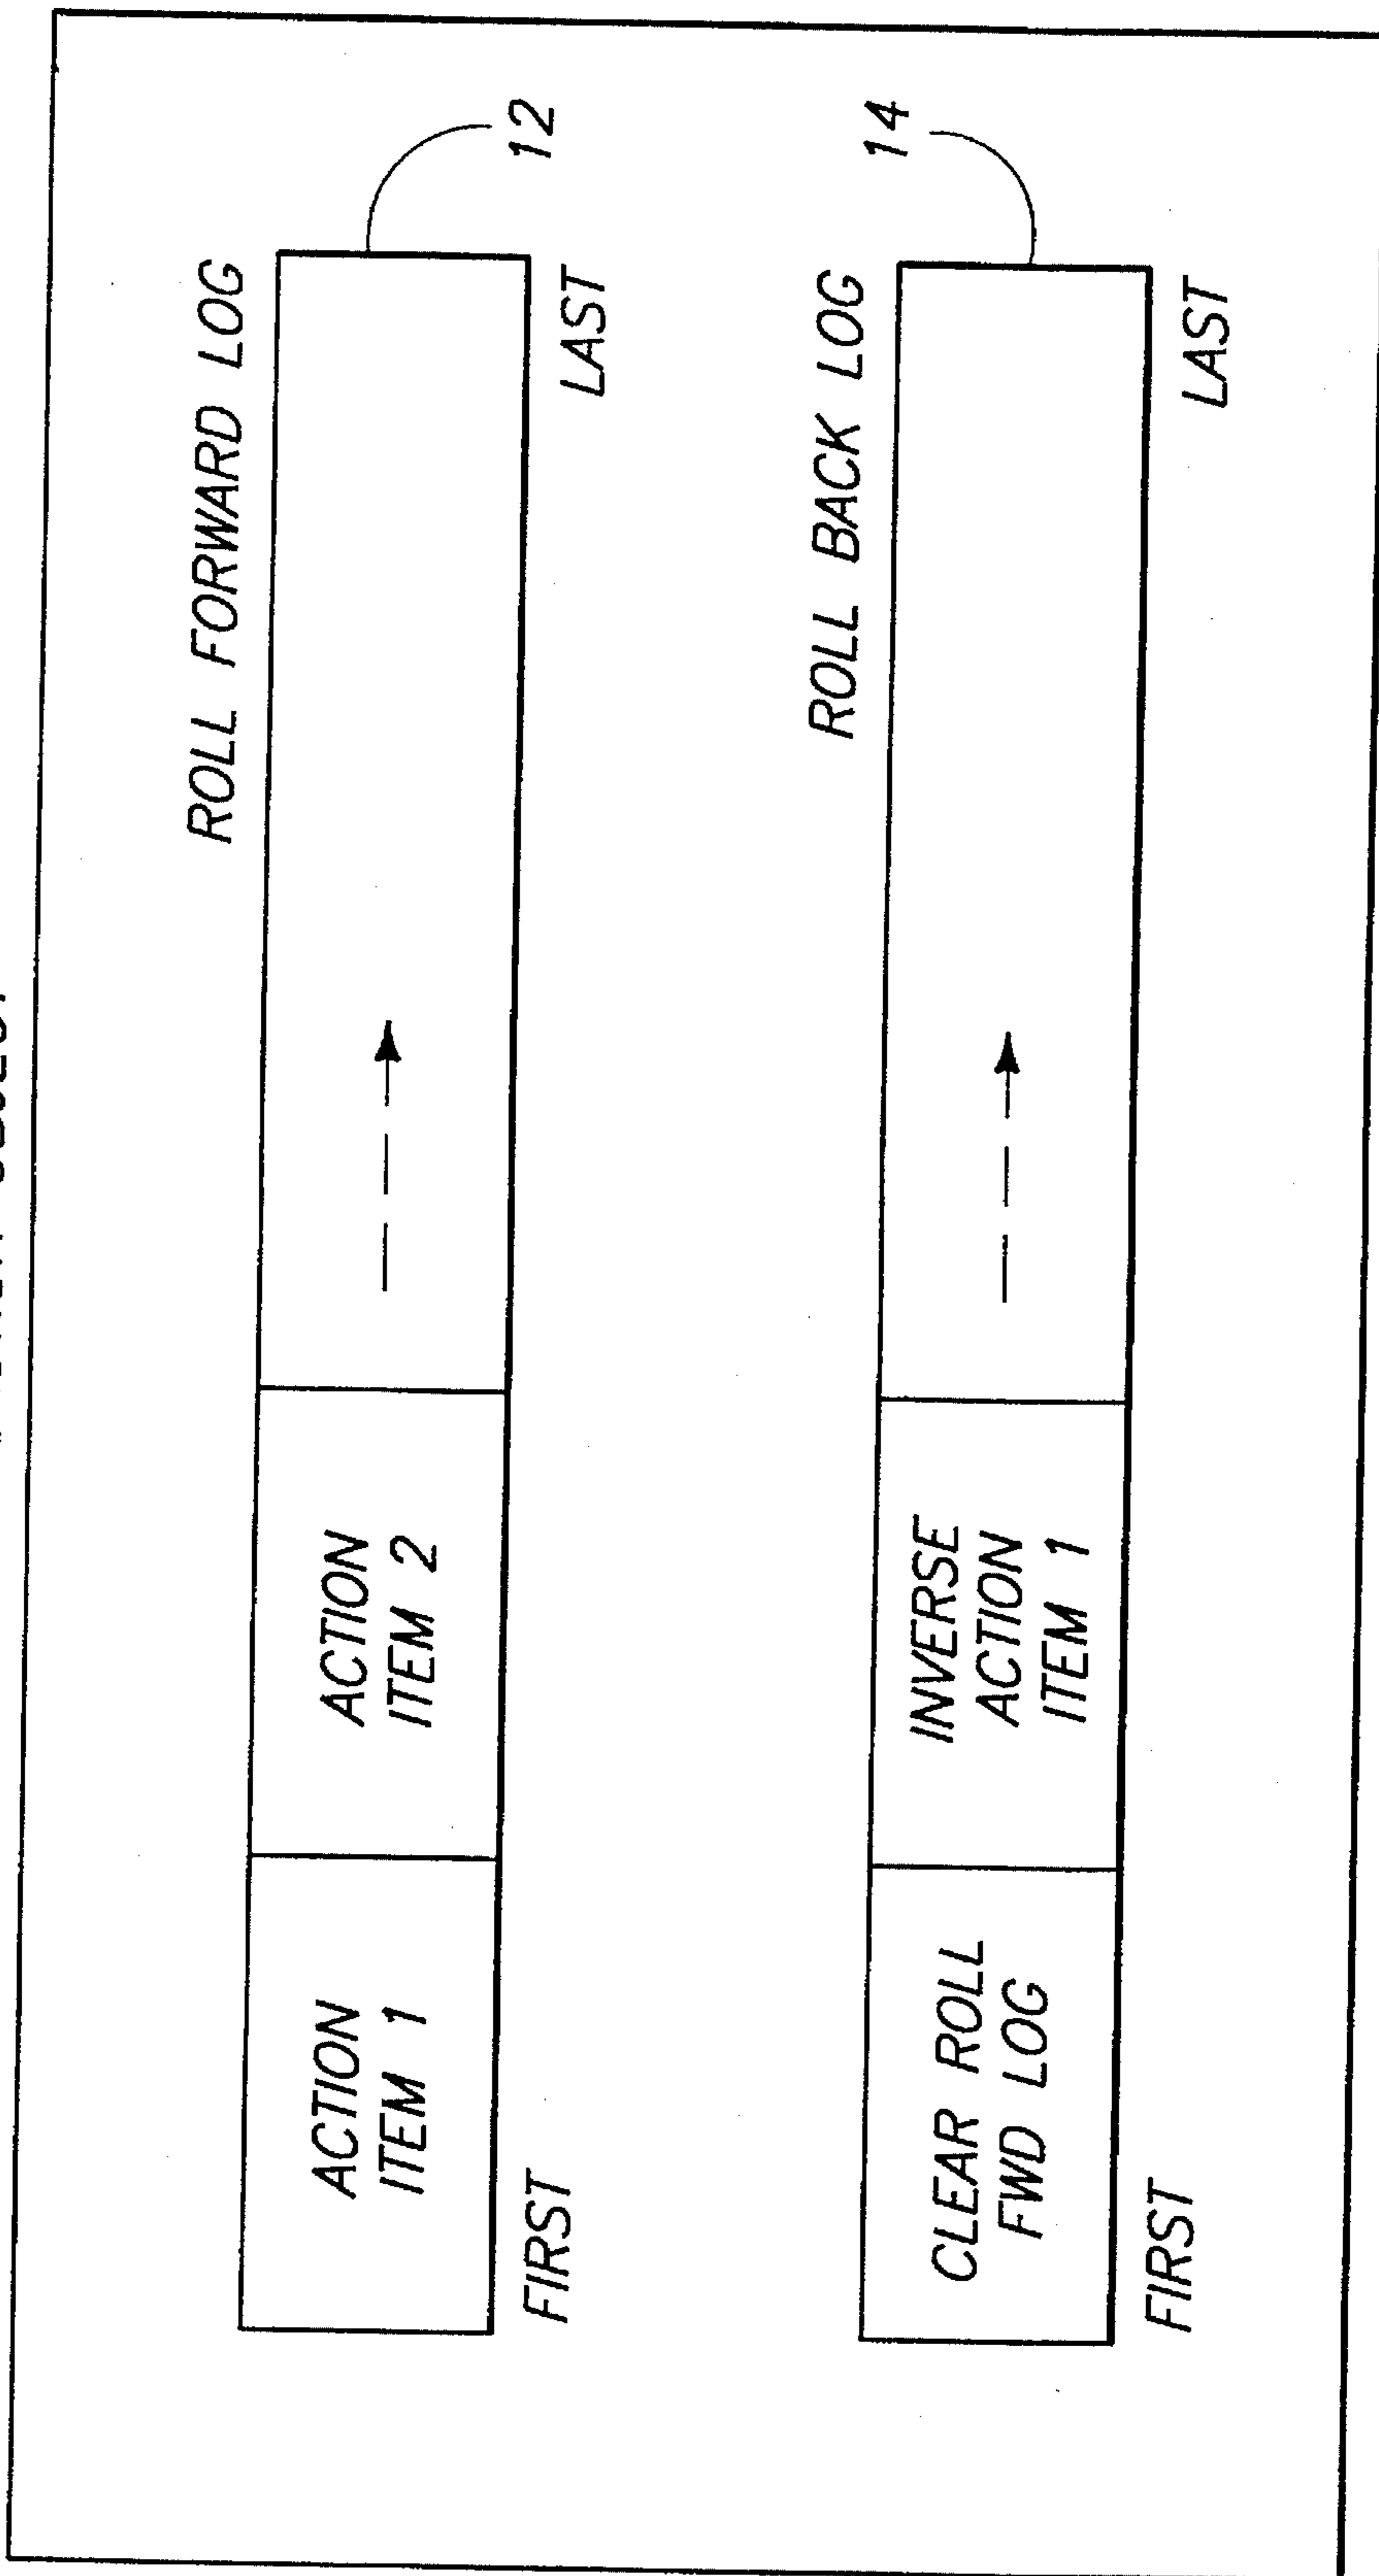 ROLL FORWARD LOG
12
ACTION
ITEM 1
ACTION
ITEM 2
FIRST
LAST
ROLL BACK LOG
14
CLEAR ROLL
FWD LOG
INVERSE
ACTION
ITEM 1
FIRST
LAST